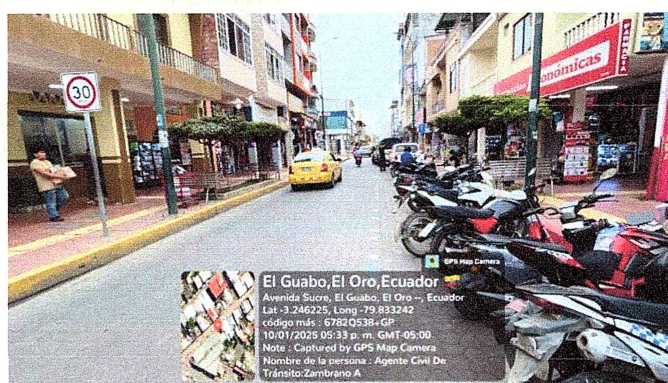 30
onómicas
FARMACIA
GPS Map Camera
El Guabo,El Oro,Ecuador
Avenida Sucre, El Guabo, El Oro –, Ecuador
Lat -3.246225, Long -79.833242
código más : 6782Q538+GP
10/01/2025 05:33 p. m. GMT-05:00
Note : Captured by GPS Map Camera
Nombre de la persona : Agente Civil De
Tránsito:Zambrano A